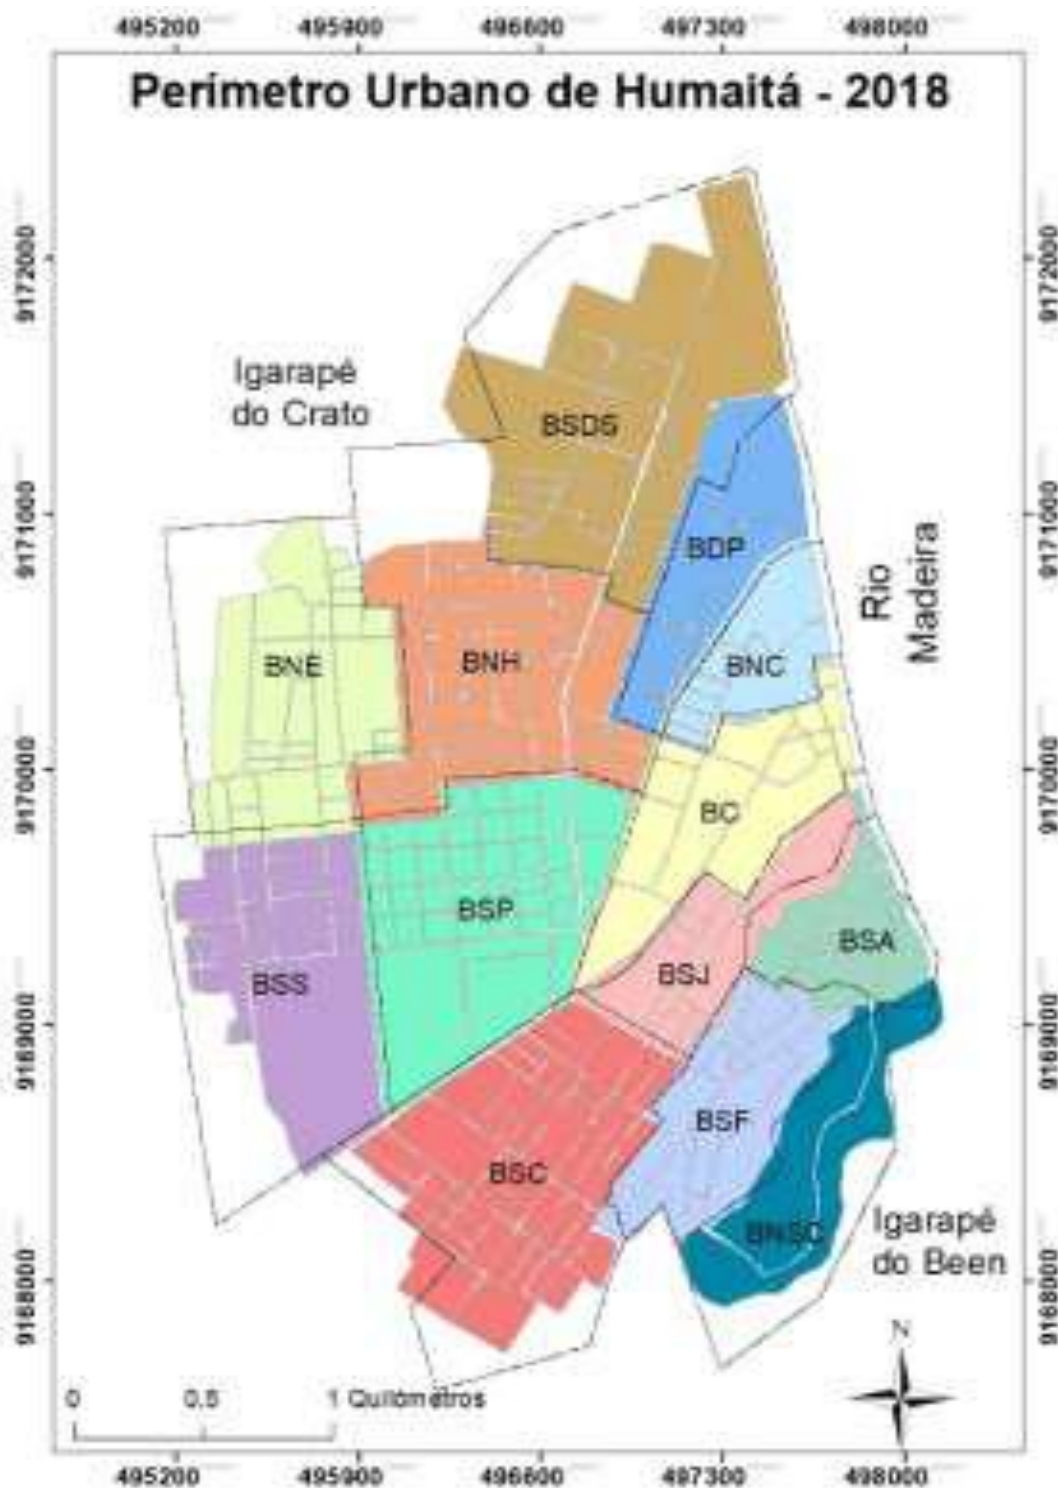 495200 495900 496600 497300 498000
Perímetro Urbano de Humaitá - 2018
9172000
9172000
Igarapé
do Crato
BSDS
9171000
9171000
BDP
Rio
Madeira
BNE
BNH
BNC
9170000
9170000
BC
BSP
BSA
BSS
BSJ
9169000
9169000
BSF
BSC
BNSC
Igarapé
do Been
9168000
9168000
N
0 0.5 1 Quilômetros
495200 495900 496600 497300 498000